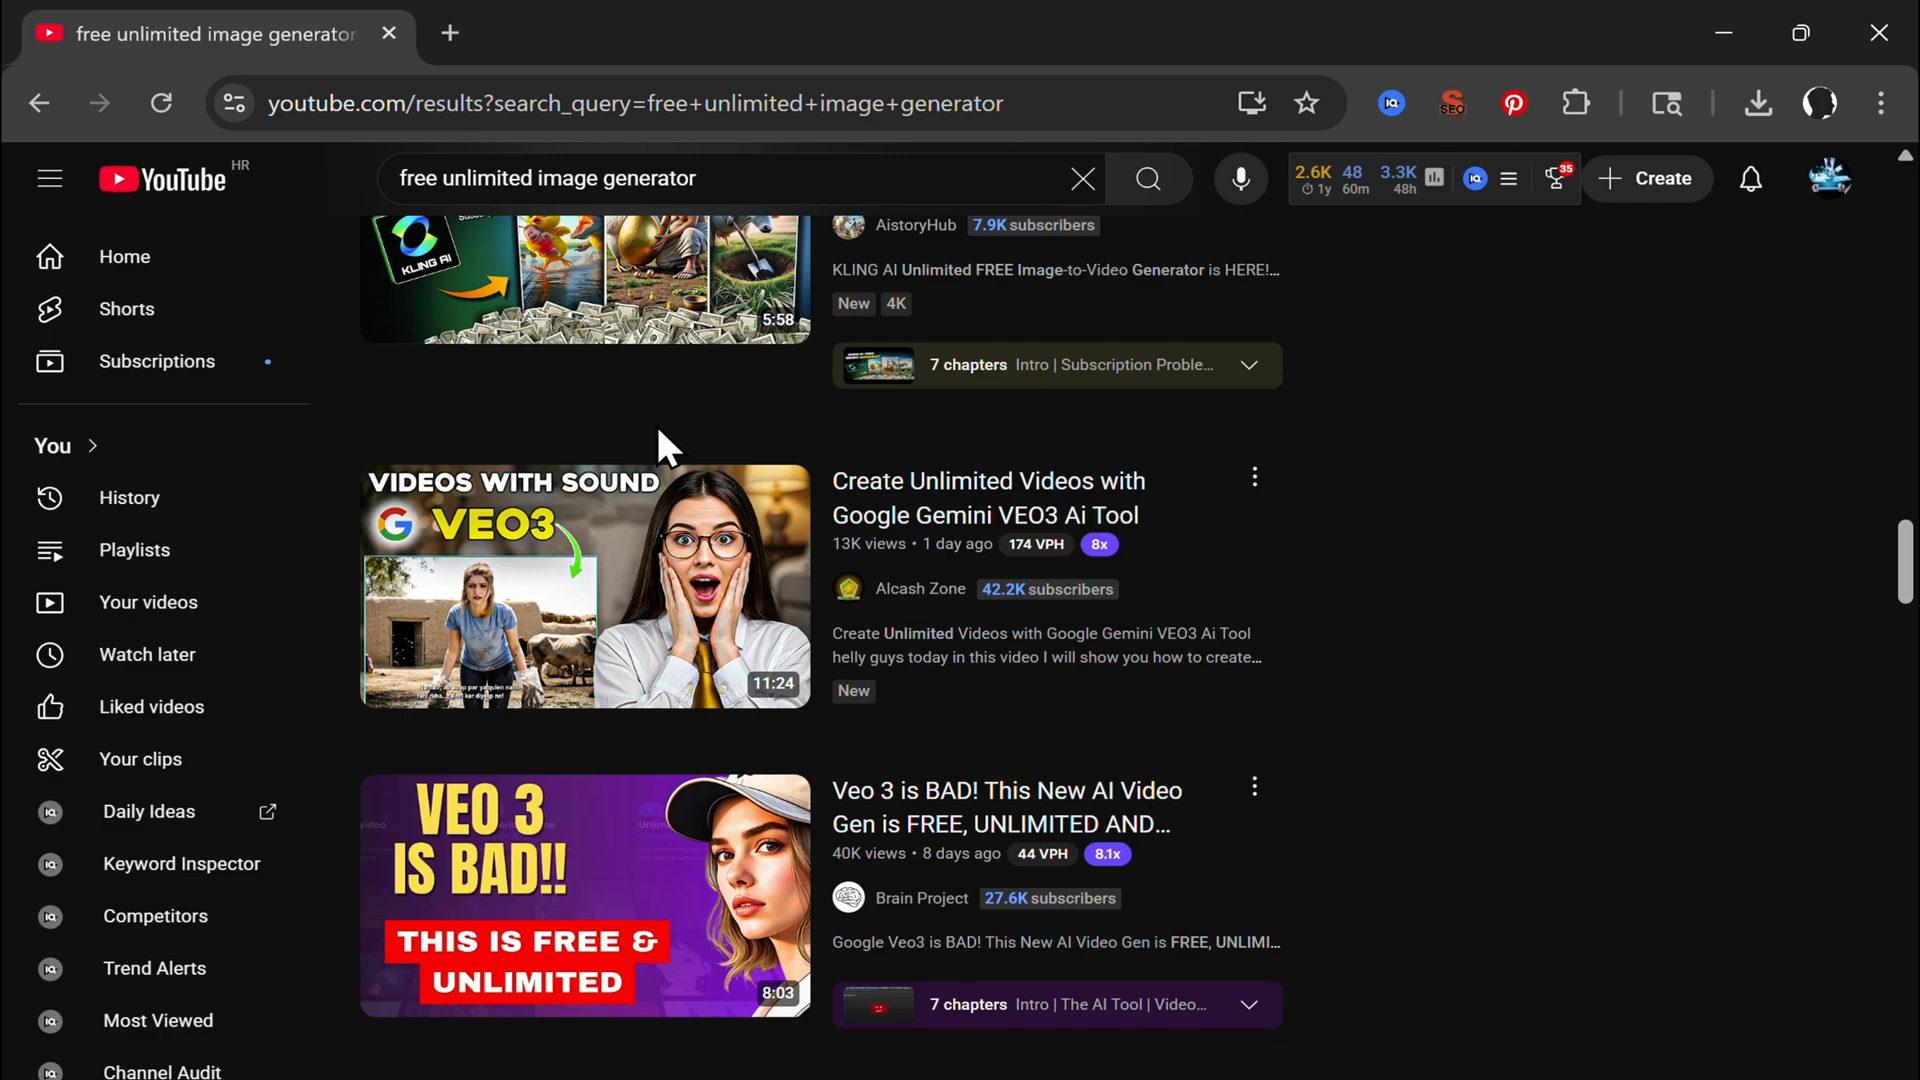 free unlimited image generator
youtube.com/results?search_query=free+unlimited+image+generator
SEO
YouTube HR
free unlimited image generator
2.6K 48 3.3K
1y 60m 48h
35
Create
Home
Shorts
Subscriptions
You
History
Playlists
Your videos
Watch later
Liked videos
Your clips
Daily Ideas
Keyword Inspector
Competitors
Trend Alerts
Most Viewed
Channel Audit
KLING AI
5:58
AistoryHub 7.9K subscribers
KLING AI Unlimited FREE Image-to-Video Generator is HERE!...
New 4K
7 chapters Intro | Subscription Proble...
VIDEOS WITH SOUND
VEO3
11:24
Create Unlimited Videos with
Google Gemini VEO3 Ai Tool
13K views • 1 day ago 174 VPH 8x
AIcash Zone 42.2K subscribers
Create Unlimited Videos with Google Gemini VEO3 Ai Tool
helly guys today in this video I will show you how to create...
New
VEO 3
IS BAD!!
THIS IS FREE &
UNLIMITED
8:03
Veo 3 is BAD! This New AI Video
Gen is FREE, UNLIMITED AND...
40K views • 8 days ago 44 VPH 8.1x
Brain Project 27.6K subscribers
Google Veo3 is BAD! This New AI Video Gen is FREE, UNLIMI...
7 chapters Intro | The AI Tool | Video...